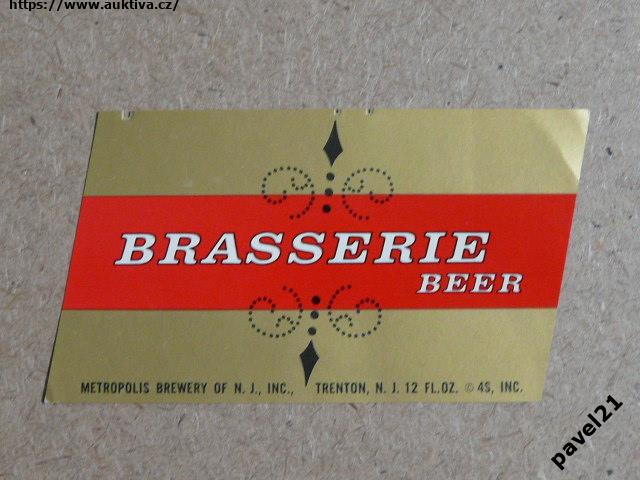 https://www.auktiva.cz/
BRASSERIE
BEER
METROPOLIS BREWERY OF N. J., INC., TRENTON, N. J. 12 FL.OZ. © 4S, INC.
pavel21